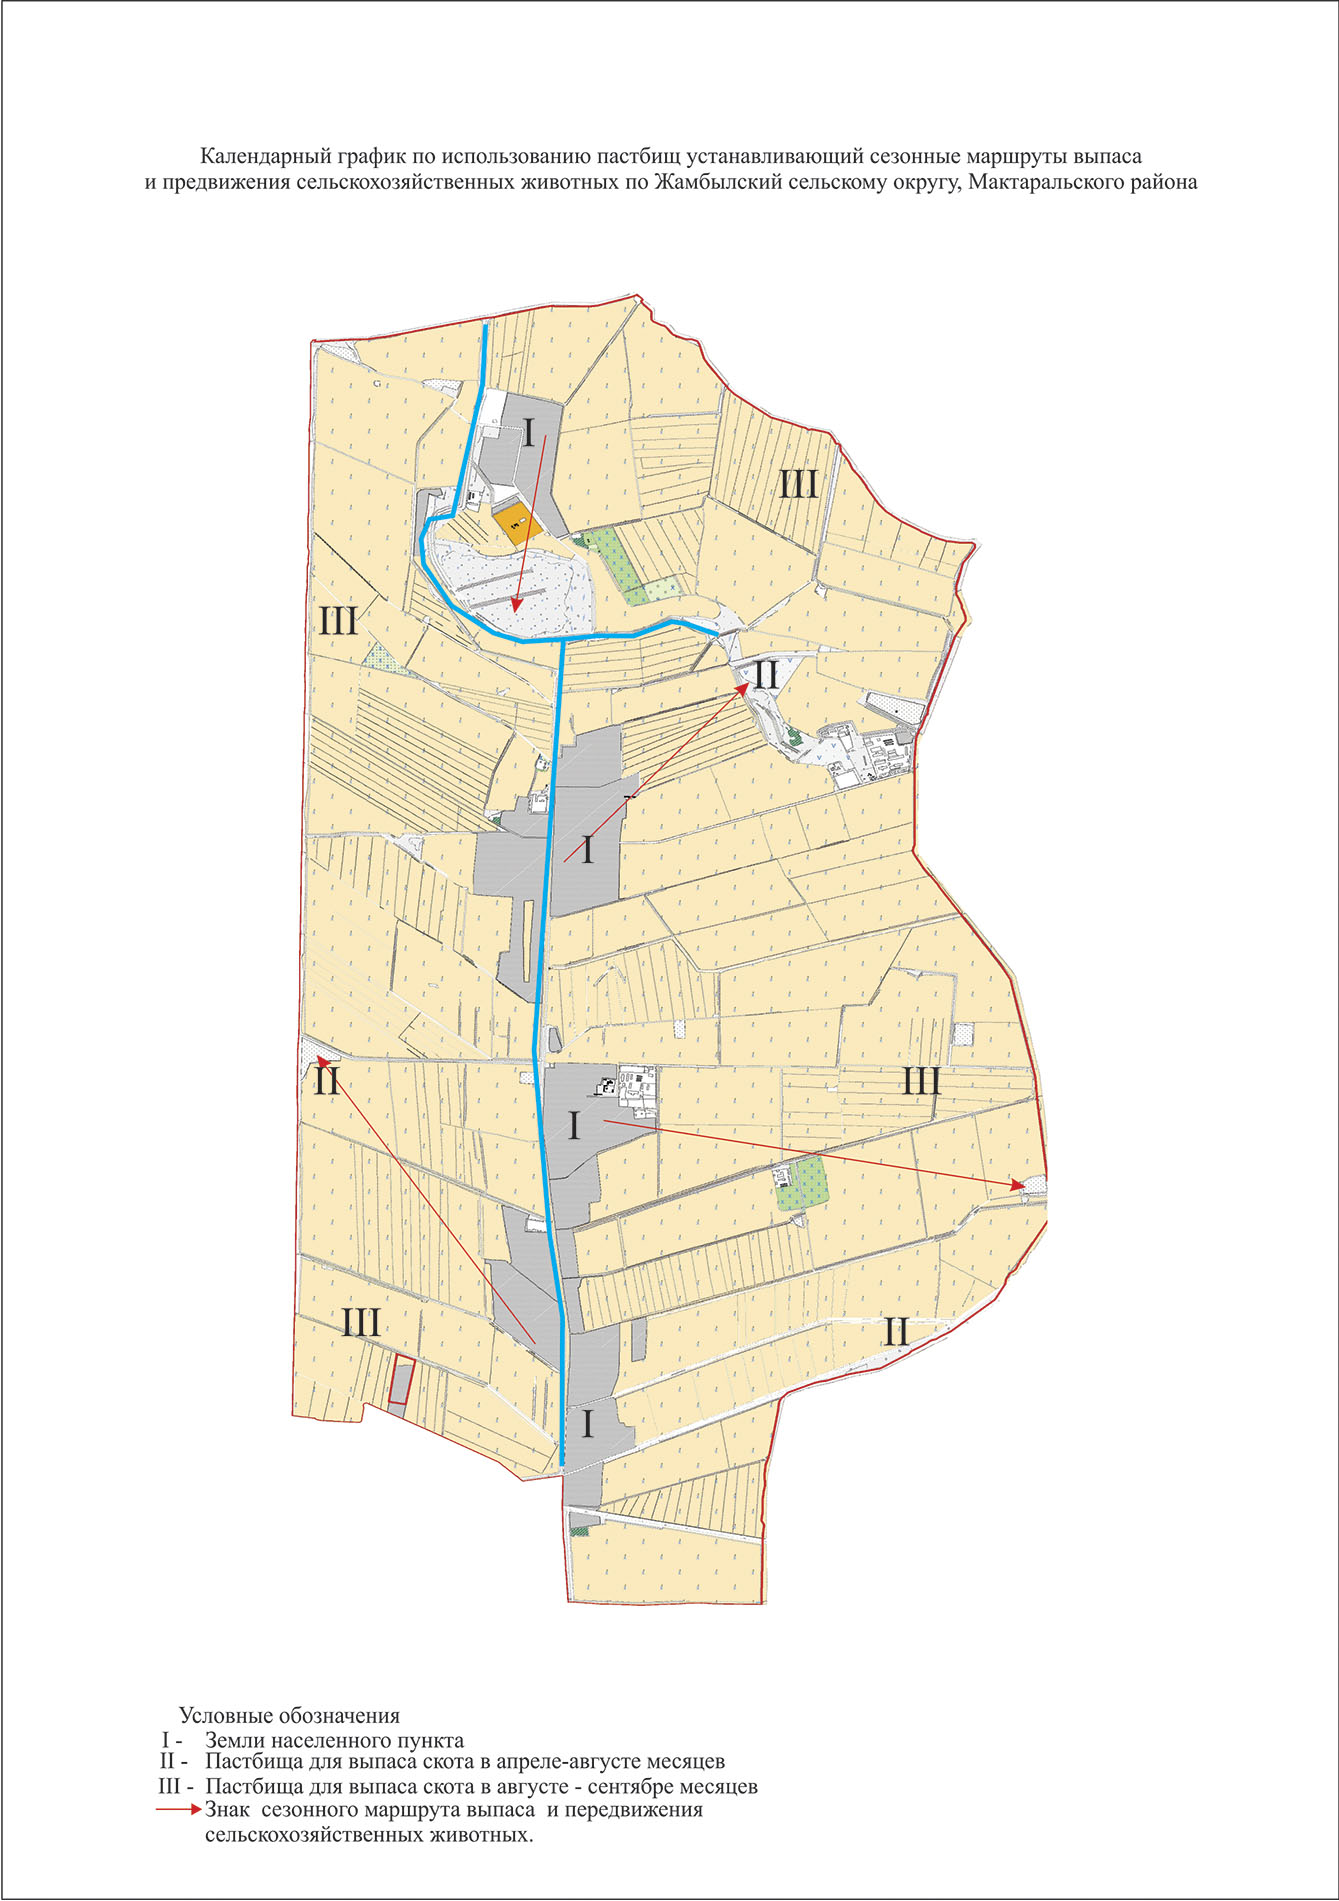 Календарный график по использованию пастбищ устанавливающий сезонные маршруты выпаса
и предвижения сельскохозяйственных животных по Жамбылский сельскому округу, Мактаральского района
I
III
III
II
I
II
III
I
III
II
I
Условные обозначения
I - Земли населенного пункта
II - Пастбища для выпаса скота в апреле-августе месяцев
III - Пастбища для выпаса скота в августе - сентябре месяцев
Знак сезонного маршрута выпаса и передвижения
сельскохозяйственных животных.